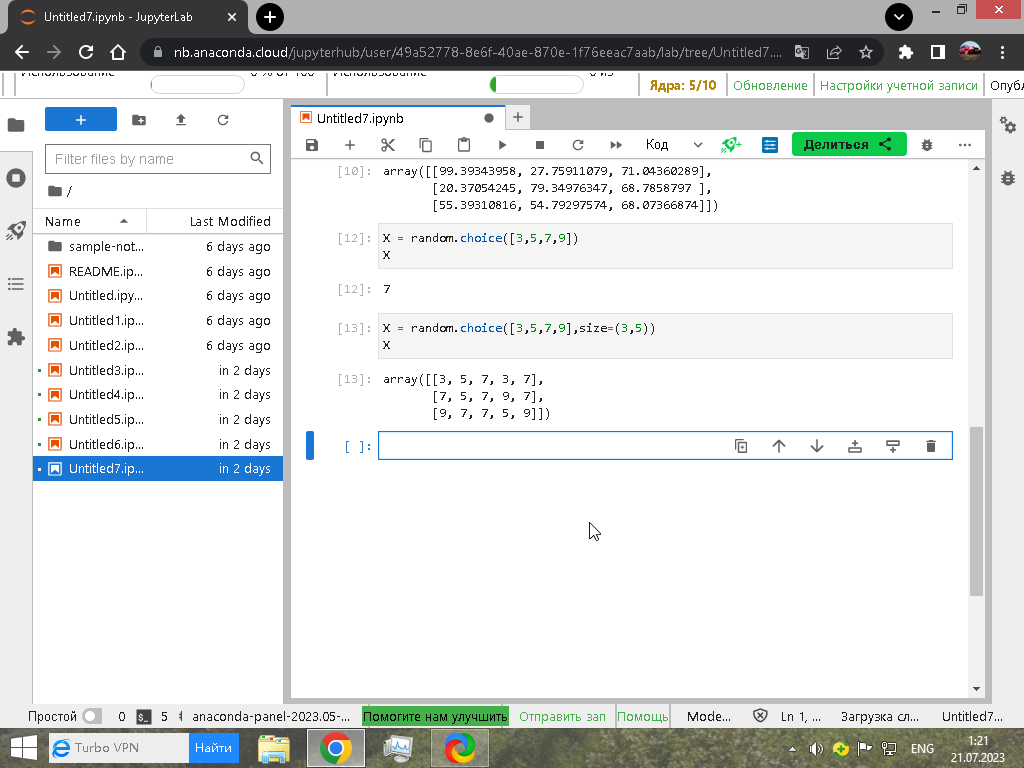 Untitled7.ipynb - JupyterLab
nb.anaconda.cloud/jupyterhub/user/49a52778-8e6f-40ae-870e-1f76eeac7aab/lab/tree/Untitled7....
Использование
0 % от 100
Использование
0 из
Ядра: 5/10
Обновление
Настройки учетной записи
Опубл
Filter files by name
/
Name
Last Modified
sample-not...
6 days ago
README.ip...
6 days ago
Untitled.ipy...
6 days ago
Untitled1.ip...
6 days ago
Untitled2.ip...
6 days ago
Untitled3.ip...
in 2 days
Untitled4.ip...
in 2 days
Untitled5.ip...
in 2 days
Untitled6.ip...
in 2 days
Untitled7.ip...
in 2 days
Untitled7.ipynb
Код
Делиться
[10]: array([[99.39343958, 27.75911079, 71.04360289],
[20.37054245, 79.34976347, 68.7858797 ],
[55.39310816, 54.79297574, 68.07366874]])
[12]: X = random.choice([3,5,7,9])
X
[12]: 7
[13]: X = random.choice([3,5,7,9],size=(3,5))
X
[13]: array([[3, 5, 7, 3, 7],
[7, 5, 7, 9, 7],
[9, 7, 7, 5, 9]])
[ ]:
Простой
0
5
anaconda-panel-2023.05-...
Помогите нам улучшить
Отправить зап
Помощь
Mode...
Ln 1, ...
Загрузка сл...
Untitled7...
Turbo VPN
Найти
ENG
1:21
21.07.2023